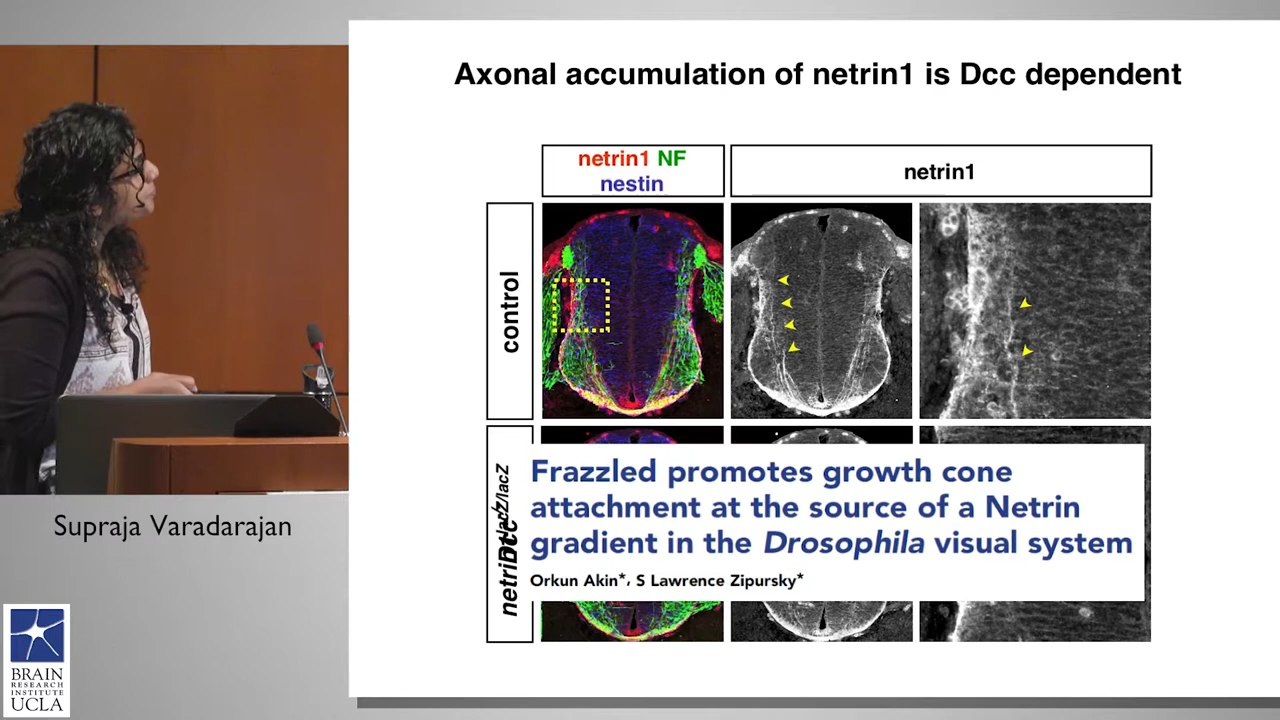 Axonal accumulation of netrin1 is Dcc dependent
netrin1 NF
nestin
netrin1
control
Frazzled promotes growth cone
attachment at the source of a Netrin
gradient in the Drosophila visual system
Orkun Akin*, S Lawrence Zipursky*
Supraja Varadarajan
BRAIN
RESEARCH
INSTITUTE
UCLA